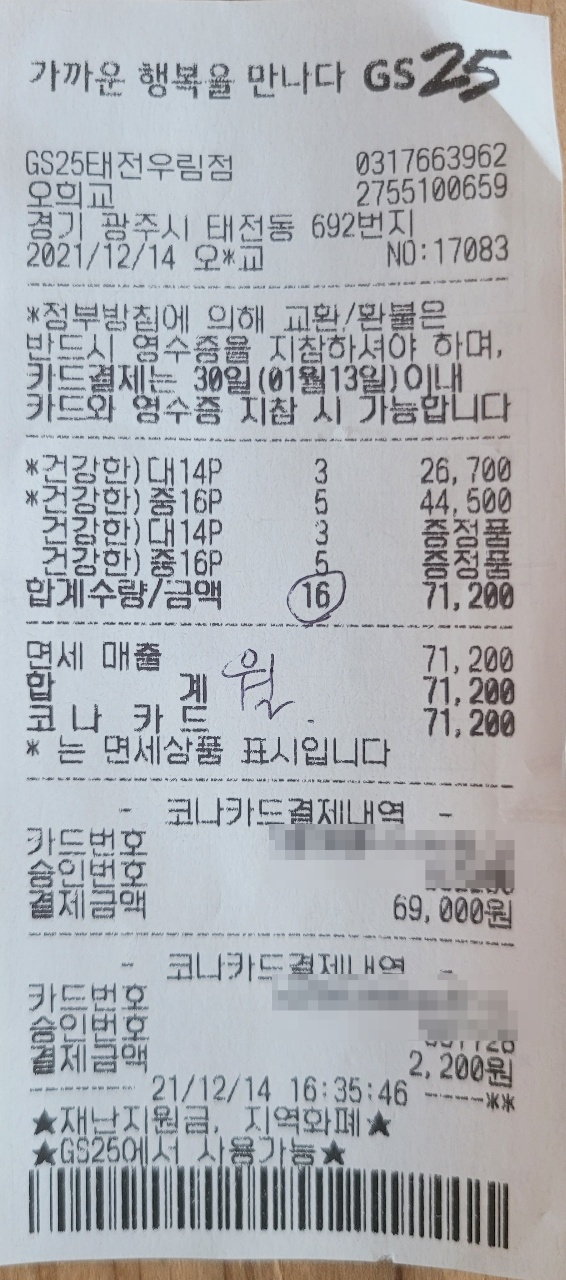 가까운 행복을 만나다 GS25
GS25태전우림점 0317663962
오희교 2755100659
경기 광주시 태전동 692번지
2021/12/14 오*교 NO:17083
*정부방침에 의해 교환/환불은
반드시 영수증을 지참하셔야 하며,
카드결제는 30일(01월13일)이내
카드와 영수증 지참 시 가능합니다
*건강한)대14P 3 26,700
*건강한)중16P 5 44,500
건강한)대14P 3 증정품
건강한)중16P 5 증정품
합계수량/금액 16 71,200
면세 매출 71,200
합 계 71,200
월
코 나 카 드 71,200
* 는 면세상품 표시입니다
- 코나카드결제내역 -
카드번호
승인번호
결제금액 69,000원
- 코나카드결제내역 -
카드번호
승인번호
결제금액 2,200원
------- 21/12/14 16:35:46 ----**
★재난지원금, 지역화폐★
★GS25에서 사용가능★